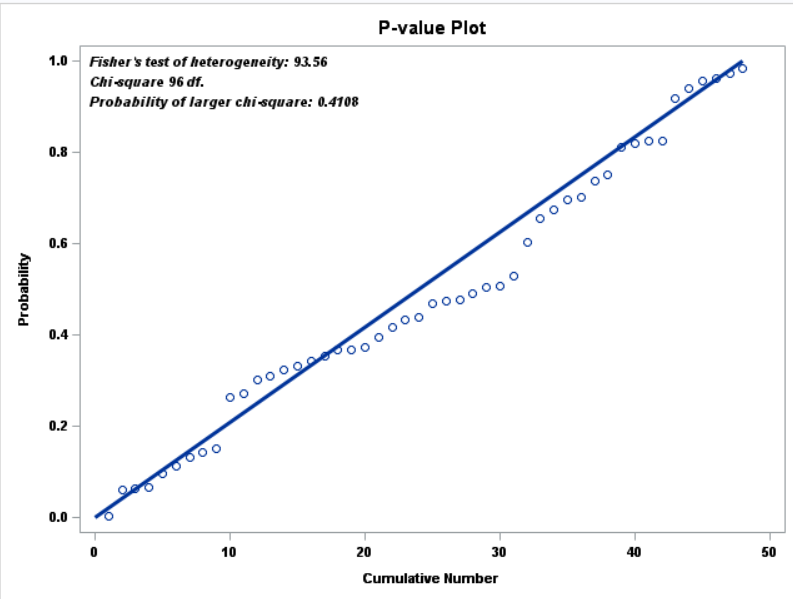 P-value Plot
Fisher's test of heterogeneity: 93.56
Chi-square 96 df.
Probability of larger chi-square: 0.4108
1.0
0.8
0.6
0.4
0.2
0.0
Probability
0 10 20 30 40 50
Cumulative Number